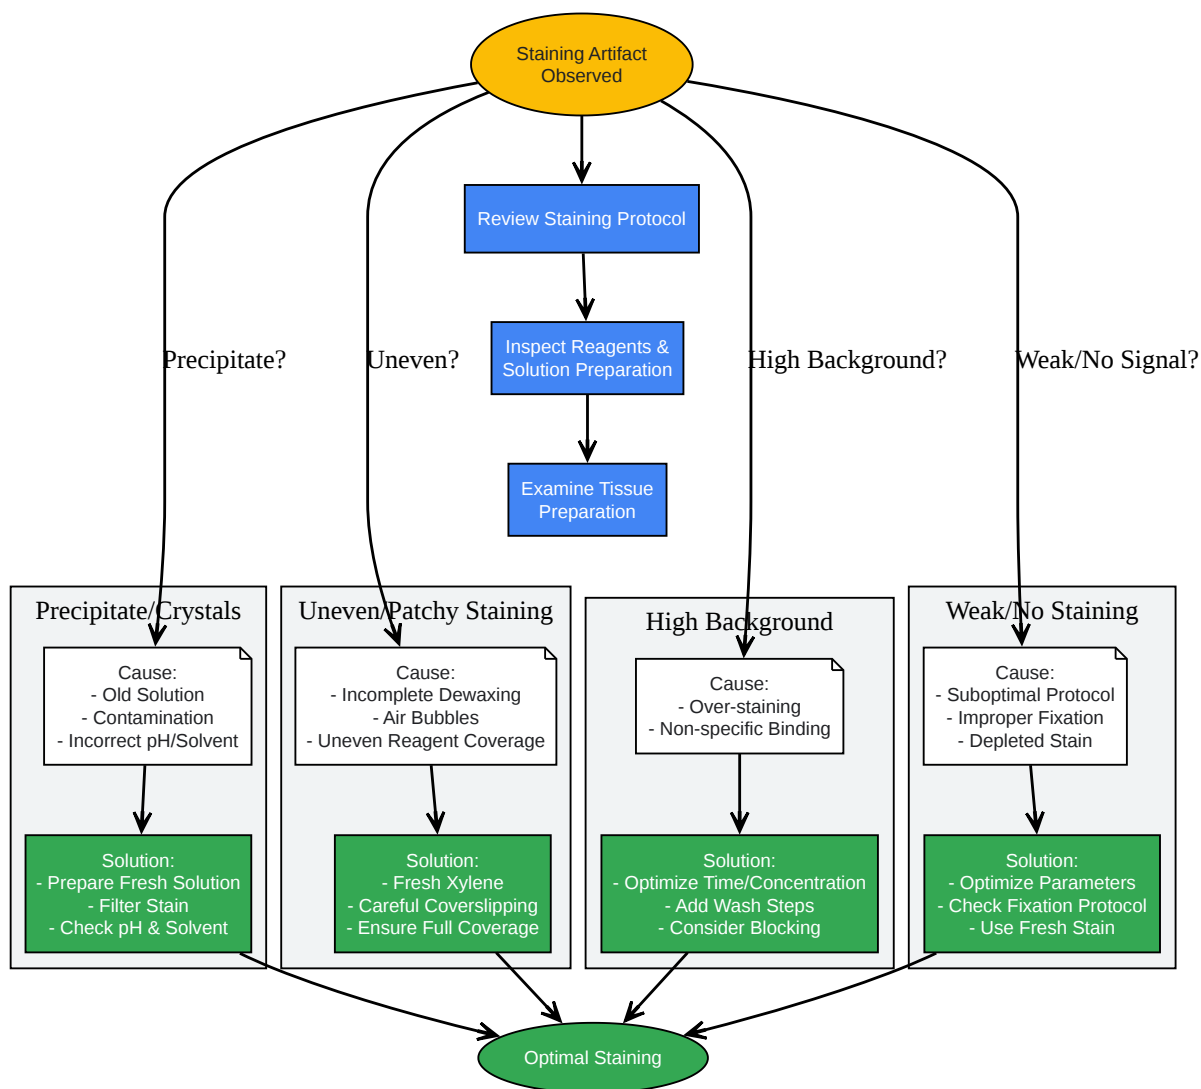 Staining Artifact
Observed
Review Staining Protocol
Inspect Reagents &
Solution Preparation
Precipitate?
Uneven?
High Background?
Weak/No Signal?
Examine Tissue
Preparation
Precipitate/Crystals
Cause:
- Old Solution
- Contamination
- Incorrect pH/Solvent
Solution:
- Prepare Fresh Solution
- Filter Stain
- Check pH & Solvent
Uneven/Patchy Staining
Cause:
- Incomplete Dewaxing
- Air Bubbles
- Uneven Reagent Coverage
Solution:
- Fresh Xylene
- Careful Coverslipping
- Ensure Full Coverage
High Background
Cause:
- Over-staining
- Non-specific Binding
Solution:
- Optimize Time/Concentration
- Add Wash Steps
- Consider Blocking
Weak/No Staining
Cause:
- Suboptimal Protocol
- Improper Fixation
- Depleted Stain
Solution:
- Optimize Parameters
- Check Fixation Protocol
- Use Fresh Stain
Optimal Staining